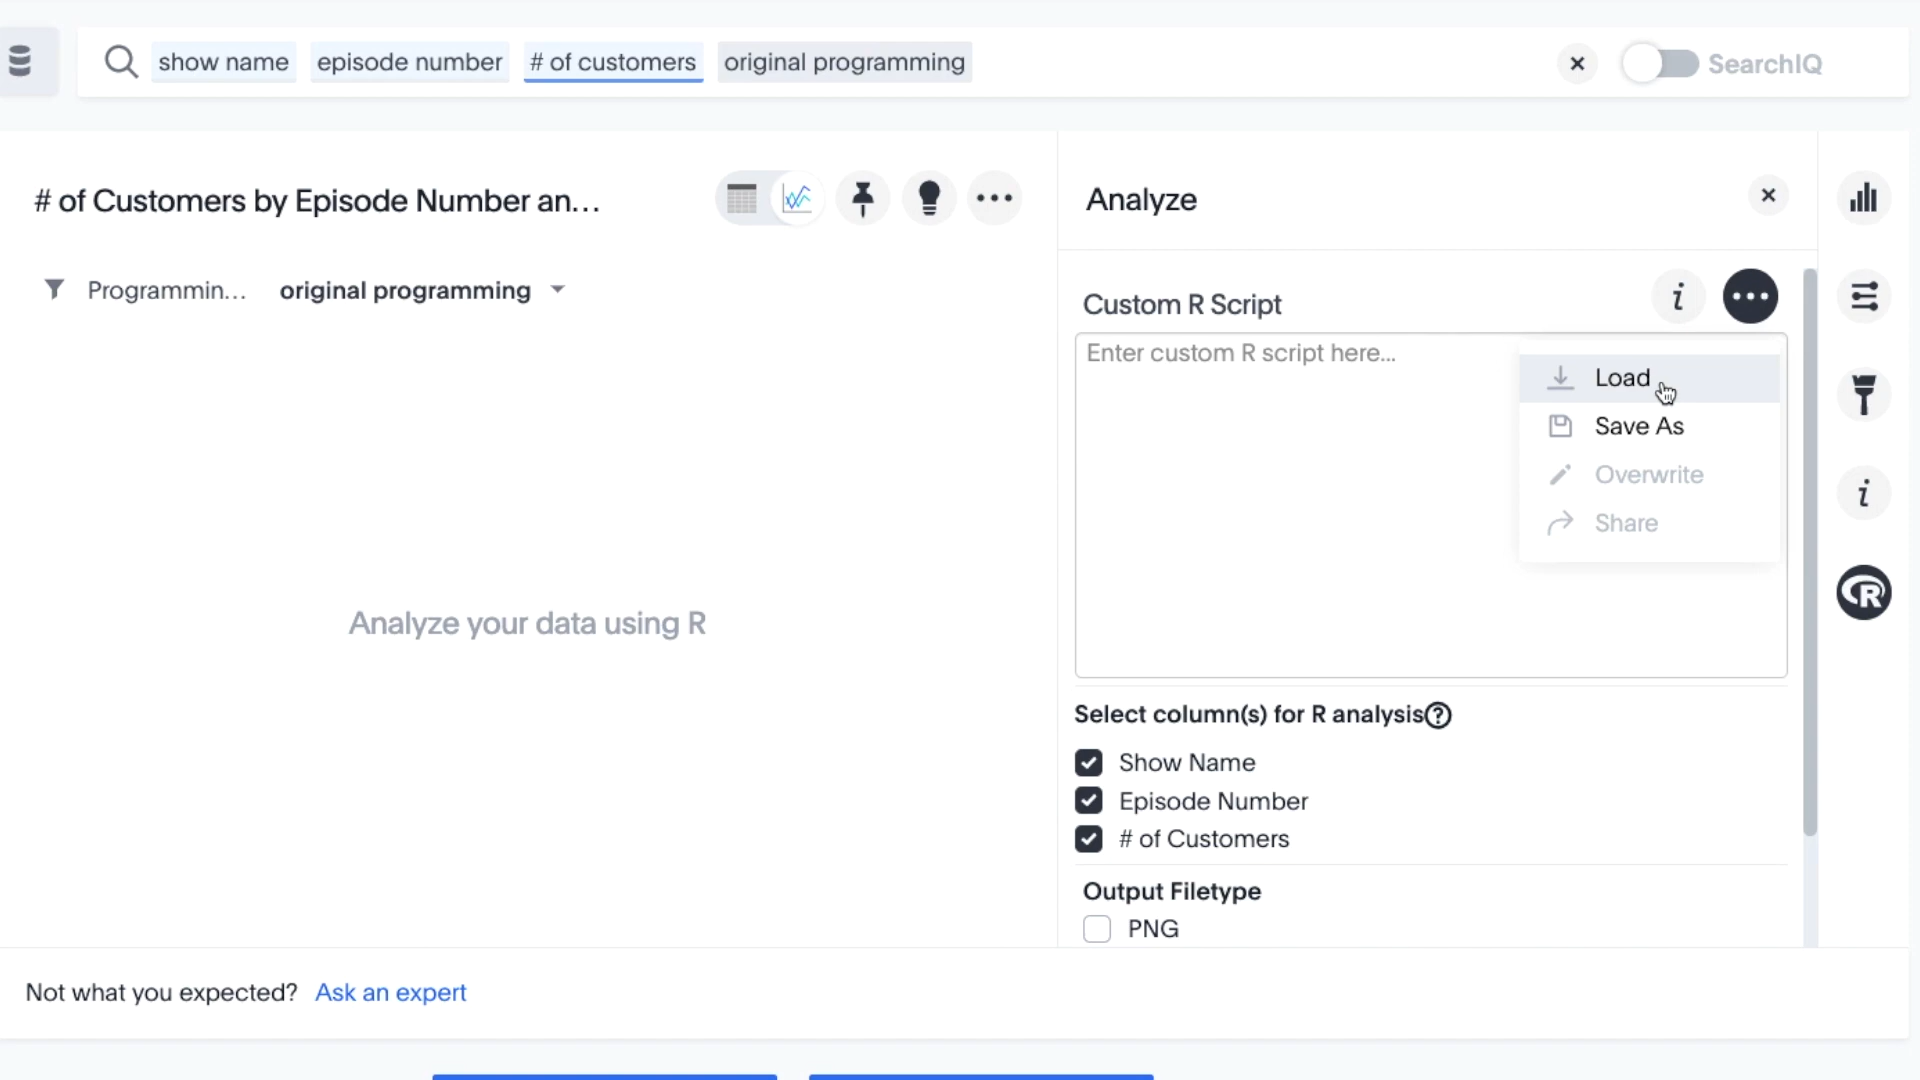 show name episode number # of customers original programming SearchIQ
# of Customers by Episode Number an...
Programmin... original programming
Analyze your data using R
Analyze
Custom R Script
Enter custom R script here...
Load
Save As
Overwrite
Share
Select column(s) for R analysis
Show Name
Episode Number
# of Customers
Output Filetype
PNG
Not what you expected? Ask an expert